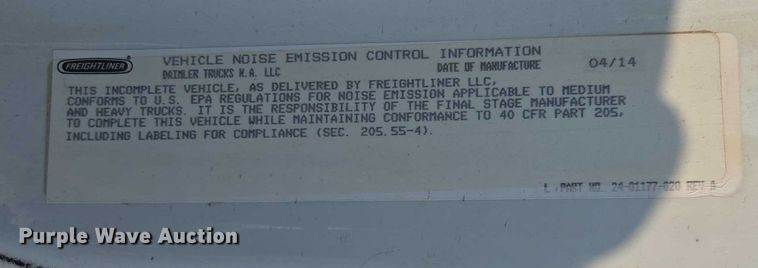 FREIGHTLINER
VEHICLE NOISE EMISSION CONTROL INFORMATION
DAIMLER TRUCKS N.A. LLC DATE OF MANUFACTURE 04/14
THIS INCOMPLETE VEHICLE, AS DELIVERED BY FREIGHTLINER LLC,
CONFORMS TO U.S. EPA REGULATIONS FOR NOISE EMISSION APPLICABLE TO MEDIUM
AND HEAVY TRUCKS. IT IS THE RESPONSIBILITY OF THE FINAL STAGE MANUFACTURER
TO COMPLETE THIS VEHICLE WHILE MAINTAINING CONFORMANCE TO 40 CFR PART 205,
INCLUDING LABELING FOR COMPLIANCE (SEC. 205.55-4).
PART NO. 24-01177-020 REV A
Purple Wave Auction